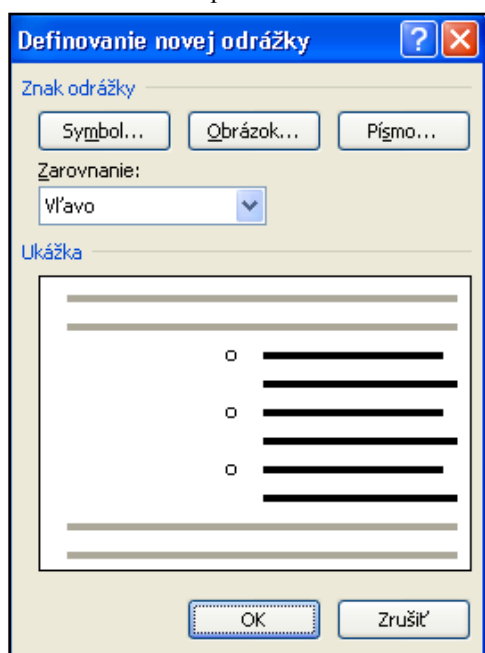 Definovanie novej odrážky
Znak odrážky
Symbol... Obrázok... Písmo...
Zarovnanie:
Vľavo
Ukážka
OK Zrušiť